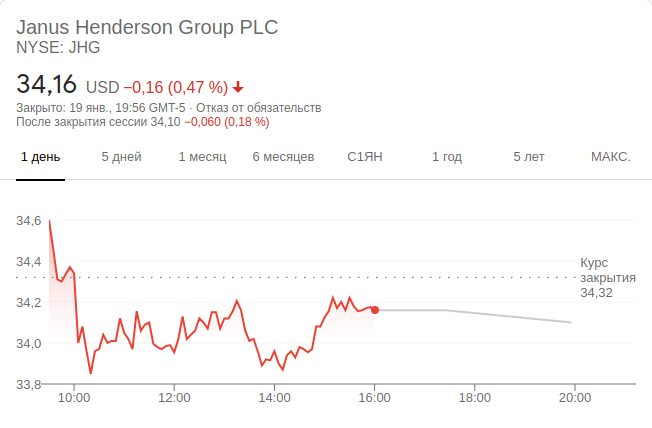 Janus Henderson Group PLC
NYSE: JHG
34,16 USD −0,16 (0,47 %)
Закрыто: 19 янв., 19:56 GMT-5 · Отказ от обязательств
После закрытия сессии 34,10 −0,060 (0,18 %)
1 день 5 дней 1 месяц 6 месяцев С1ЯН 1 год 5 лет МАКС.
34,6
34,4
Курс
закрытия
34,32
34,2
34,0
33,8
10:00 12:00 14:00 16:00 18:00 20:00